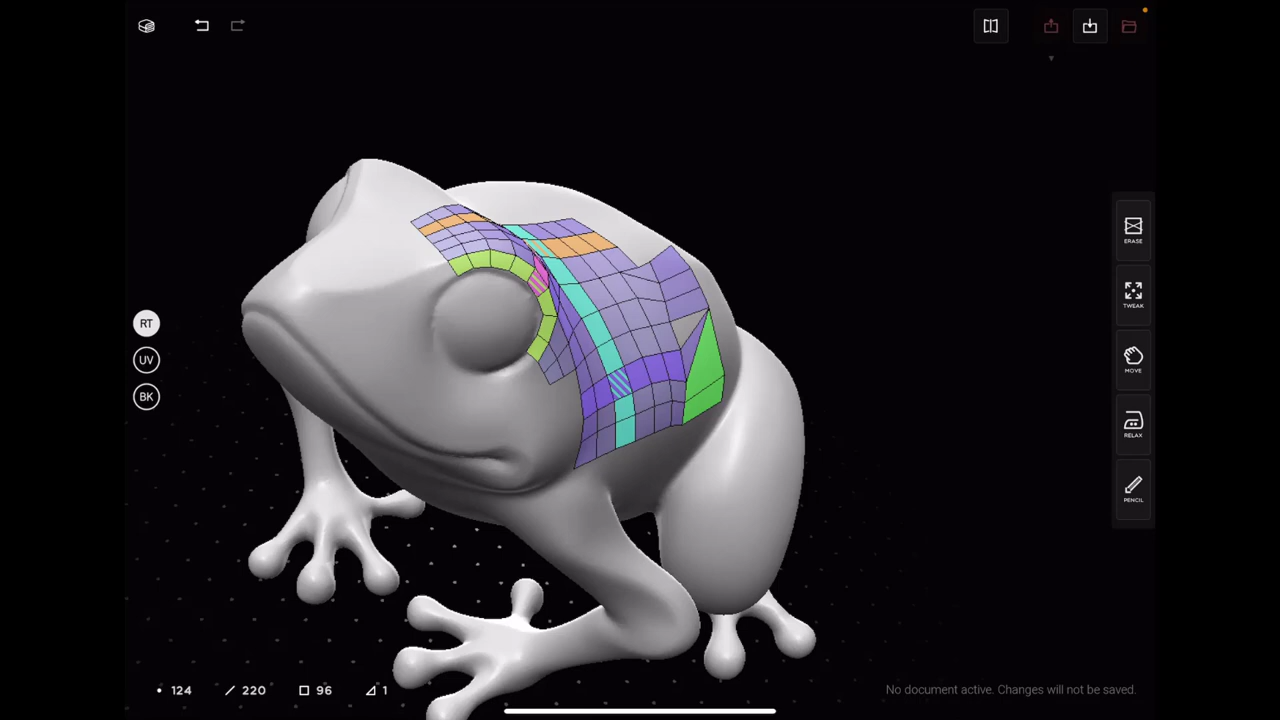 ERASE
TWEAK
RT
MOVE
UV
BK
RELAX
PENCIL
124 220 96 1
No document active. Changes will not be saved.